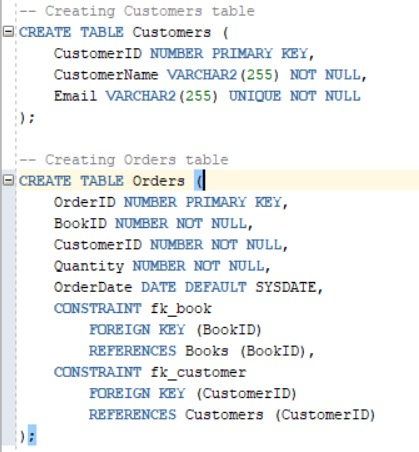 -- Creating Customers table
CREATE TABLE Customers (
    CustomerID NUMBER PRIMARY KEY,
    CustomerName VARCHAR2(255) NOT NULL,
    Email VARCHAR2(255) UNIQUE NOT NULL
);

-- Creating Orders table
CREATE TABLE Orders (
    OrderID NUMBER PRIMARY KEY,
    BookID NUMBER NOT NULL,
    CustomerID NUMBER NOT NULL,
    Quantity NUMBER NOT NULL,
    OrderDate DATE DEFAULT SYSDATE,
    CONSTRAINT fk_book
        FOREIGN KEY (BookID)
        REFERENCES Books (BookID),
    CONSTRAINT fk_customer
        FOREIGN KEY (CustomerID)
        REFERENCES Customers (CustomerID)
);